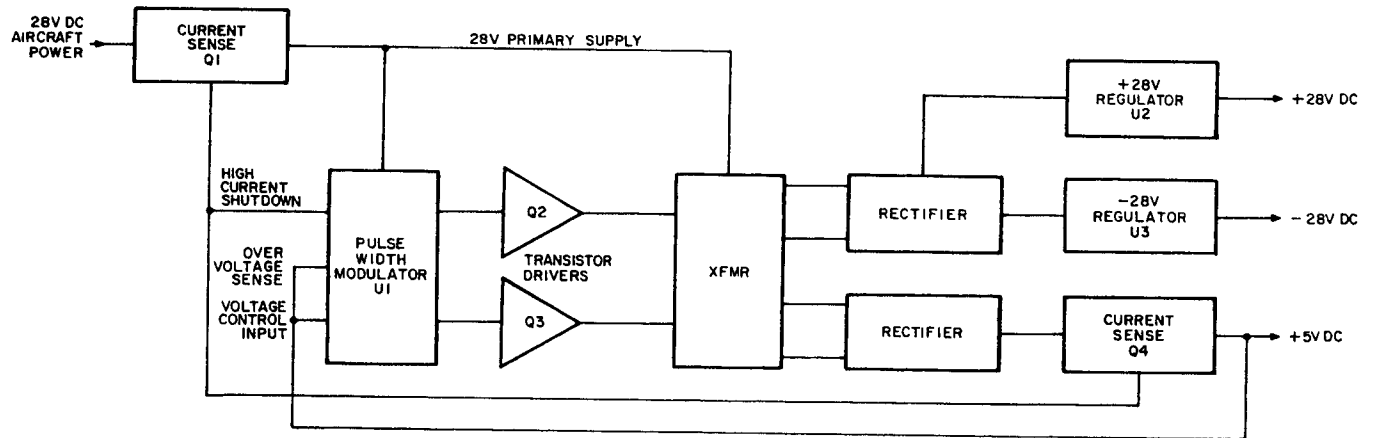 28V DC
AIRCRAFT
POWER
CURRENT
SENSE
Q1
28V PRIMARY SUPPLY
+28V
REGULATOR
U2
+28V DC
HIGH
CURRENT
SHUTDOWN
OVER
VOLTAGE
SENSE
VOLTAGE
CONTROL
INPUT
PULSE
WIDTH
MODULATOR
U1
Q2
TRANSISTOR
DRIVERS
Q3
XFMR
RECTIFIER
-28V
REGULATOR
U3
-28V DC
RECTIFIER
CURRENT
SENSE
Q4
+5V DC